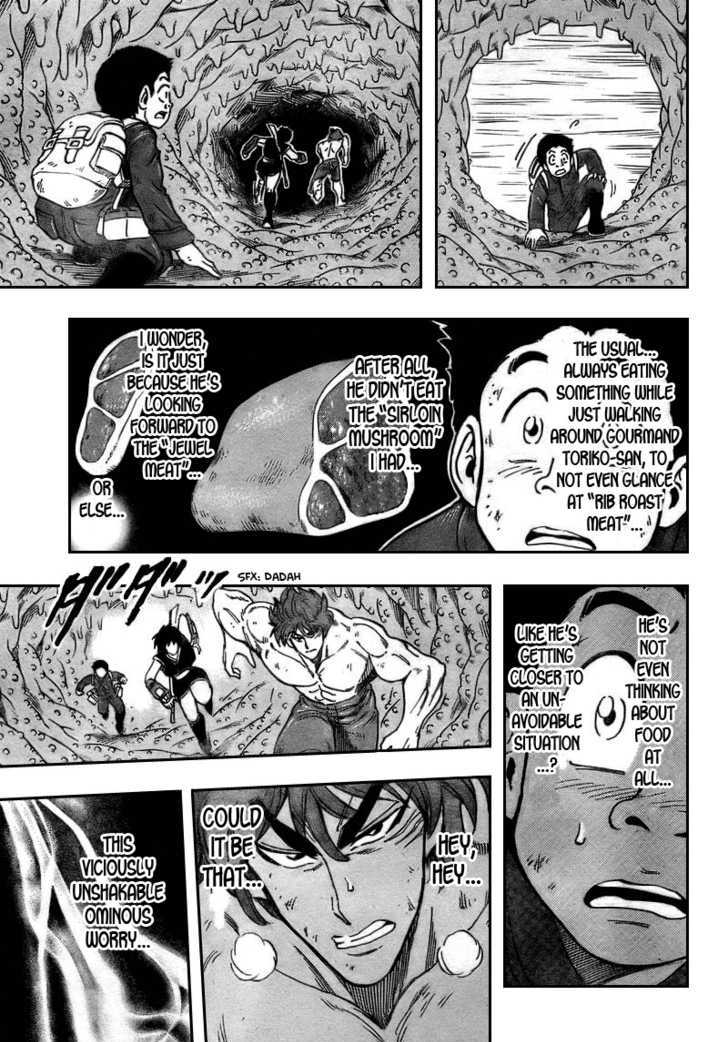 THE USUAL...
ALWAYS EATING
SOMETHING WHILE
JUST WALKING
AROUND GOURMAND
TORIKO-SAN, TO
NOT EVEN GLANCE
AT "RIB ROAST
MEAT"...
AFTER ALL,
HE DIDN'T EAT
THE "SIRLOIN
MUSHROOM"
I HAD...
I WONDER,
IS IT JUST
BECAUSE HE'S
LOOKING
FORWARD TO
THE "JEWEL
MEAT"...
OR
ELSE...
HE'S
NOT
EVEN
THINKING
ABOUT
FOOD
AT
ALL...
LIKE HE'S
GETTING
CLOSER TO
AN UN-
AVOIDABLE
SITUATION
...?
ダダッ
SFX: DADAH
HEY,
HEY...
COULD
IT BE
THAT...
THIS
VICIOUSLY
UNSHAKABLE
OMINOUS
WORRY...